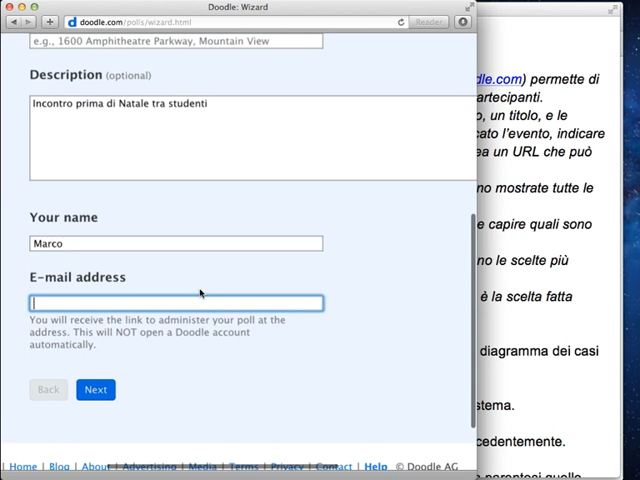 Doodle: Wizard
doodle.com/polls/wizard.html
Reader
e.g., 1600 Amphitheatre Parkway, Mountain View
Description (optional)
Incontro prima di Natale tra studenti
Your name
Marco
E-mail address
You will receive the link to administer your poll at the
address. This will NOT open a Doodle account
automatically.
Back Next
| Home | Blog | About | Advertising | Media | Terms | Privacy | Contact | Help © Doodle AG
dle.com) permette di
artecipanti.
o, un titolo, e le
cato l'evento, indicare
ea un URL che può
no mostrate tutte le
e capire quali sono
no le scelte più
è la scelta fatta
diagramma dei casi
stema.
cedentemente.